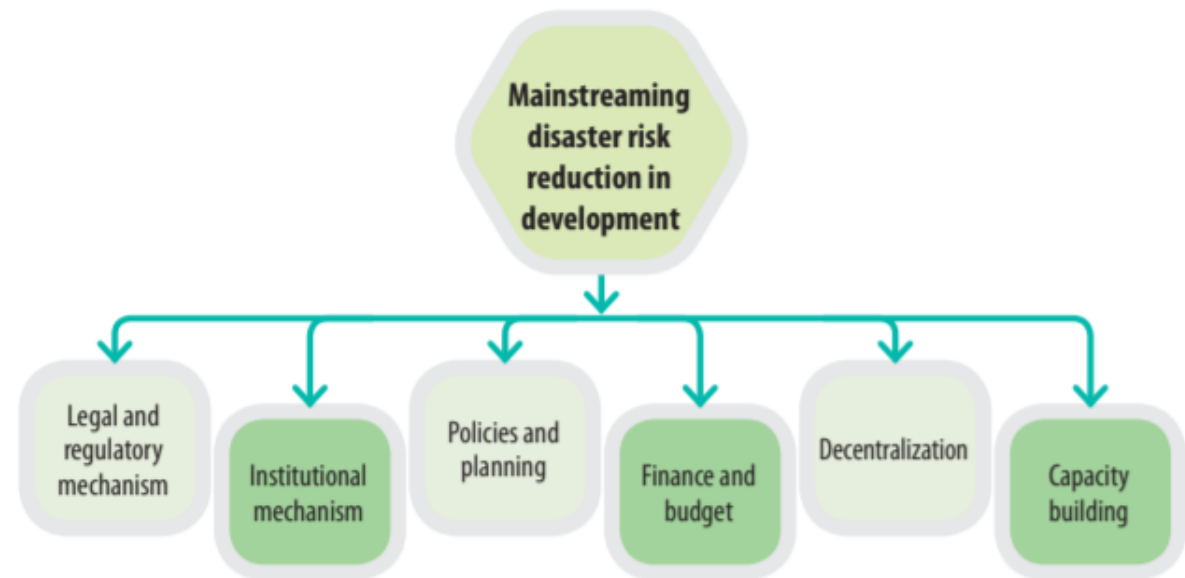 Mainstreaming
disaster risk
reduction in
development
Legal and
regulatory
mechanism
Institutional
mechanism
Policies and
planning
Finance and
budget
Decentralization
Capacity
building